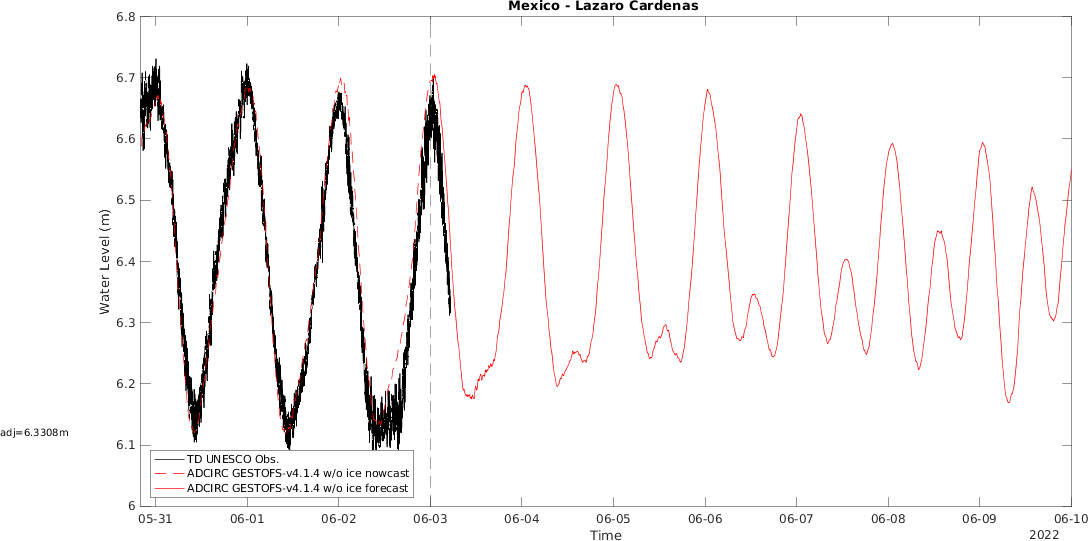 Mexico - Lazaro Cardenas
6.8
6.7
6.6
6.5
6.4
6.3
6.2
6.1
6
Water Level (m)
adj=6.3308m
TD UNESCO Obs.
ADCIRC GESTOFS-v4.1.4 w/o ice nowcast
ADCIRC GESTOFS-v4.1.4 w/o ice forecast
05-31 06-01 06-02 06-03 06-04 06-05 06-06 06-07 06-08 06-09 06-10
Time
2022